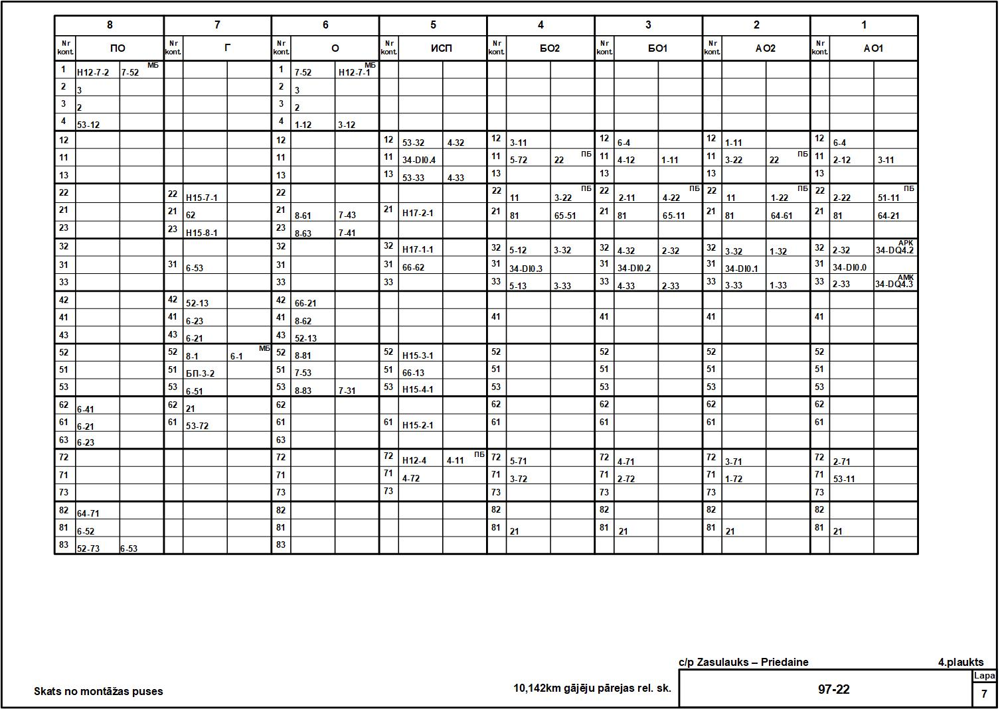 8 7 6 5 4 3 2 1
Nr kont. ПО Nr kont. Г Nr kont. О Nr kont. ИСП Nr kont. БО2 Nr kont. БО1 Nr kont. АО2 Nr kont. АО1
1 Н12-7-2 7-52 МБ 1 7-52 Н12-7-1 МБ
2 3 2 3
3 2 3 2
4 53-12 4 1-12 3-12
12 12 12 53-32 4-32 12 3-11 12 6-4 12 1-11 12 6-4
11 11 11 34-DI0.4 11 5-72 22 ПБ 11 4-12 1-11 11 3-22 22 ПБ 11 2-12 3-11
13 13 13 53-33 4-33 13 13 13 13
22 22 Н15-7-1 22 22 11 3-22 ПБ 22 2-11 4-22 ПБ 22 11 1-22 ПБ 22 2-22 51-11 ПБ
21 21 62 21 8-61 7-43 21 Н17-2-1 21 81 65-51 21 81 65-11 21 81 64-61 21 81 64-21
23 23 Н15-8-1 23 8-63 7-41
32 32 32 Н17-1-1 32 5-12 3-32 32 4-32 2-32 32 3-32 1-32 32 2-32 34-DQ4.2 АРК
31 31 6-53 31 31 66-62 31 34-DI0.3 31 34-DI0.2 31 34-DI0.1 31 34-DI0.0
33 33 33 33 5-13 3-33 33 4-33 2-33 33 3-33 1-33 33 2-33 34-DQ4.3 АМК
42 42 52-13 42 66-21
41 41 6-23 41 8-62 41 41 41 41
43 43 6-21 43 52-13
52 52 8-1 6-1 МБ 52 8-81 52 Н15-3-1 52 52 52 52
51 51 БП-3-2 51 7-53 51 66-13 51 51 51 51
53 53 6-51 53 8-83 7-31 53 Н15-4-1 53 53 53 53
62 6-41 62 21 62 62 62 62 62
61 6-21 61 53-72 61 61 Н15-2-1 61 61 61 61
63 6-23 63
72 72 72 Н12-4 4-11 ПБ 72 5-71 72 4-71 72 3-71 72 2-71
71 71 71 4-72 71 3-72 71 2-72 71 1-72 71 53-11
73 73 73 73 73 73 73
82 64-71 82 82 82 82 82
81 6-52 81 81 21 81 21 81 21 81 21
83 52-73 6-53 83
c/p Zasulauks – Priedaine 4.plaukts
Skats no montāžas puses 10,142km gājēju pārejas rel. sk. 97-22 Lapa
7